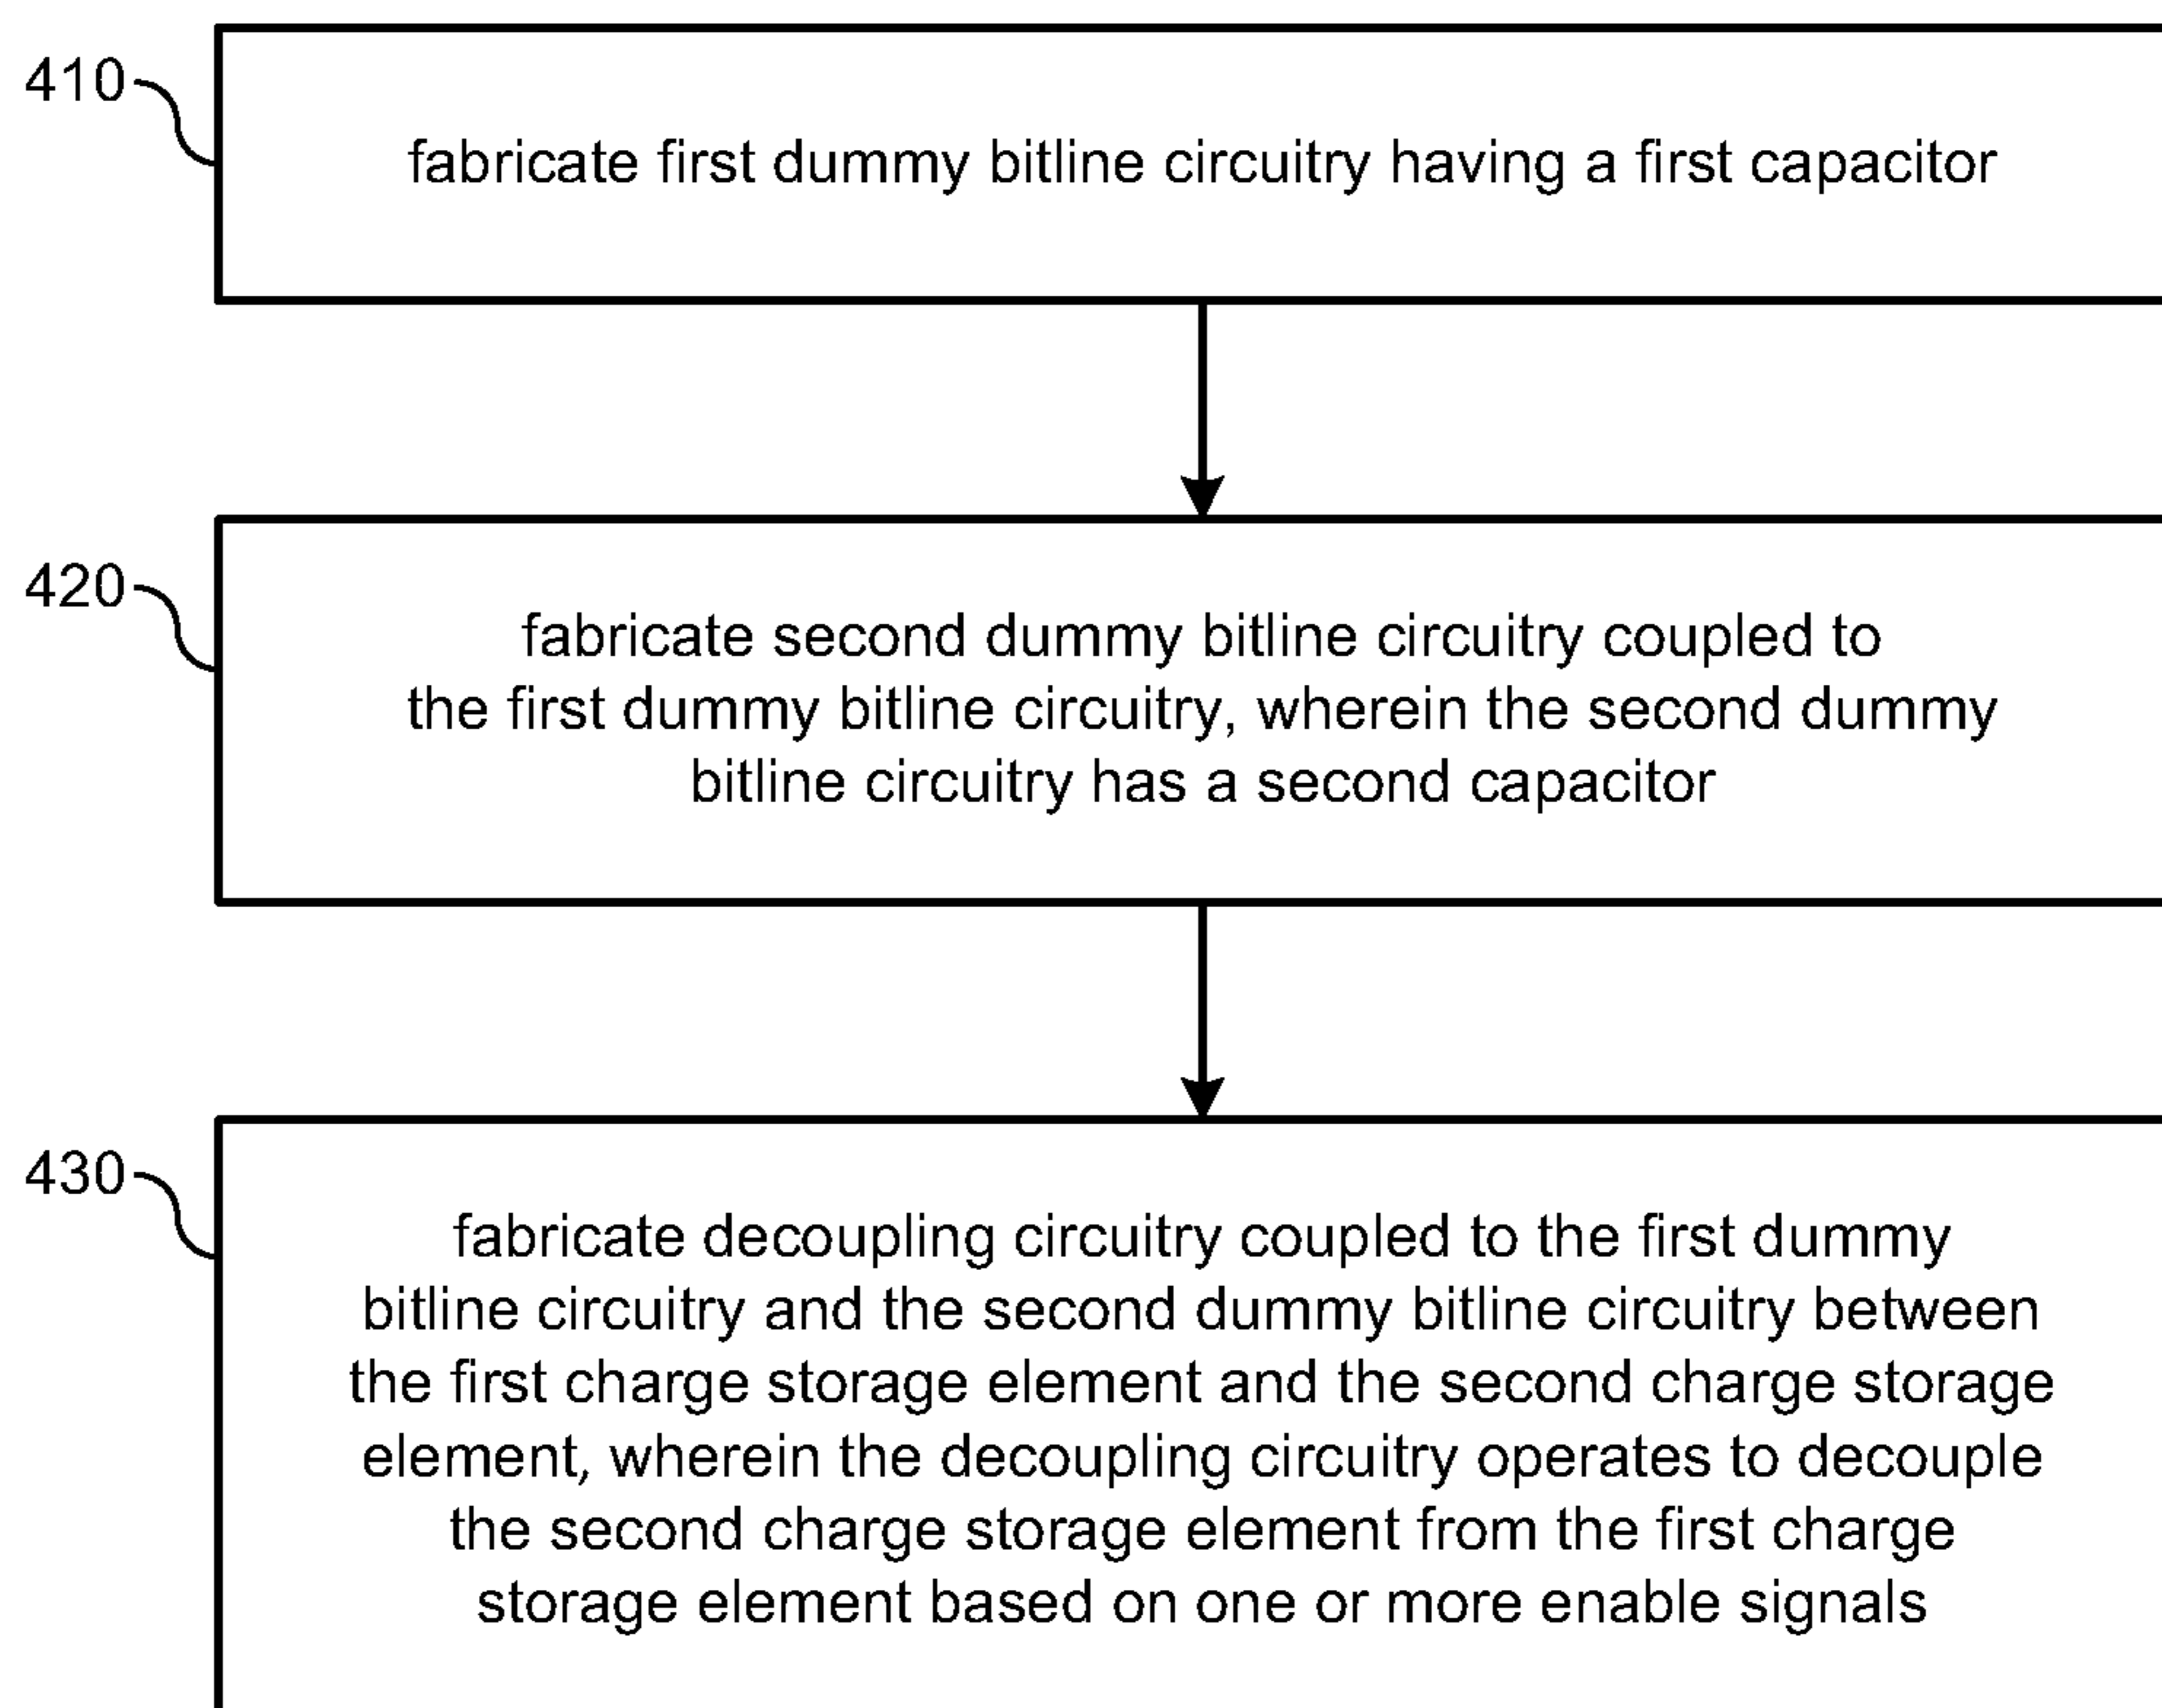 410
fabricate first dummy bitline circuitry having a first capacitor
420
fabricate second dummy bitline circuitry coupled to
the first dummy bitline circuitry, wherein the second dummy
bitline circuitry has a second capacitor
430
fabricate decoupling circuitry coupled to the first dummy
bitline circuitry and the second dummy bitline circuitry between
the first charge storage element and the second charge storage
element, wherein the decoupling circuitry operates to decouple
the second charge storage element from the first charge
storage element based on one or more enable signals